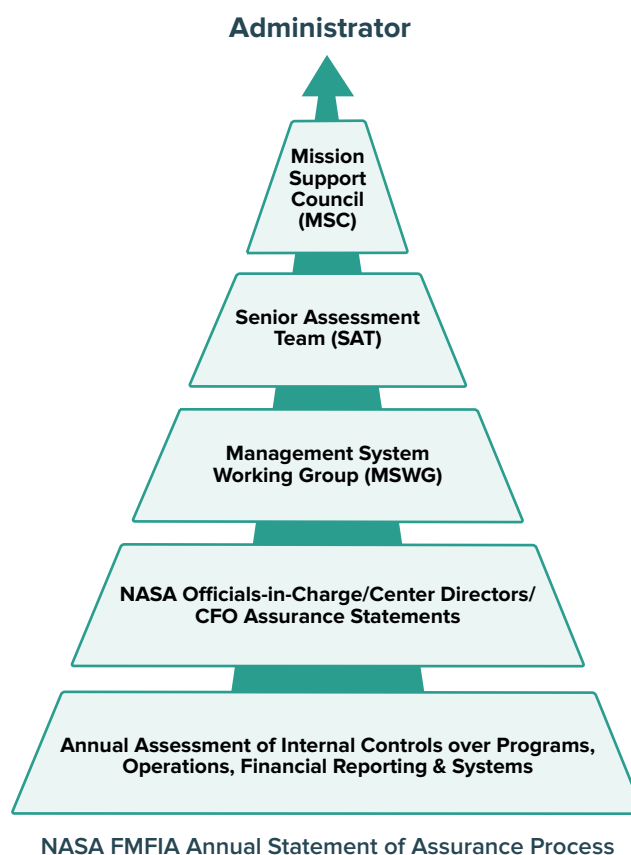 Administrator
Mission
Support
Council
(MSC)
Senior Assessment
Team (SAT)
Management System
Working Group (MSWG)
NASA Officials-in-Charge/Center Directors/
CFO Assurance Statements
Annual Assessment of Internal Controls over Programs,
Operations, Financial Reporting & Systems
NASA FMFIA Annual Statement of Assurance Process